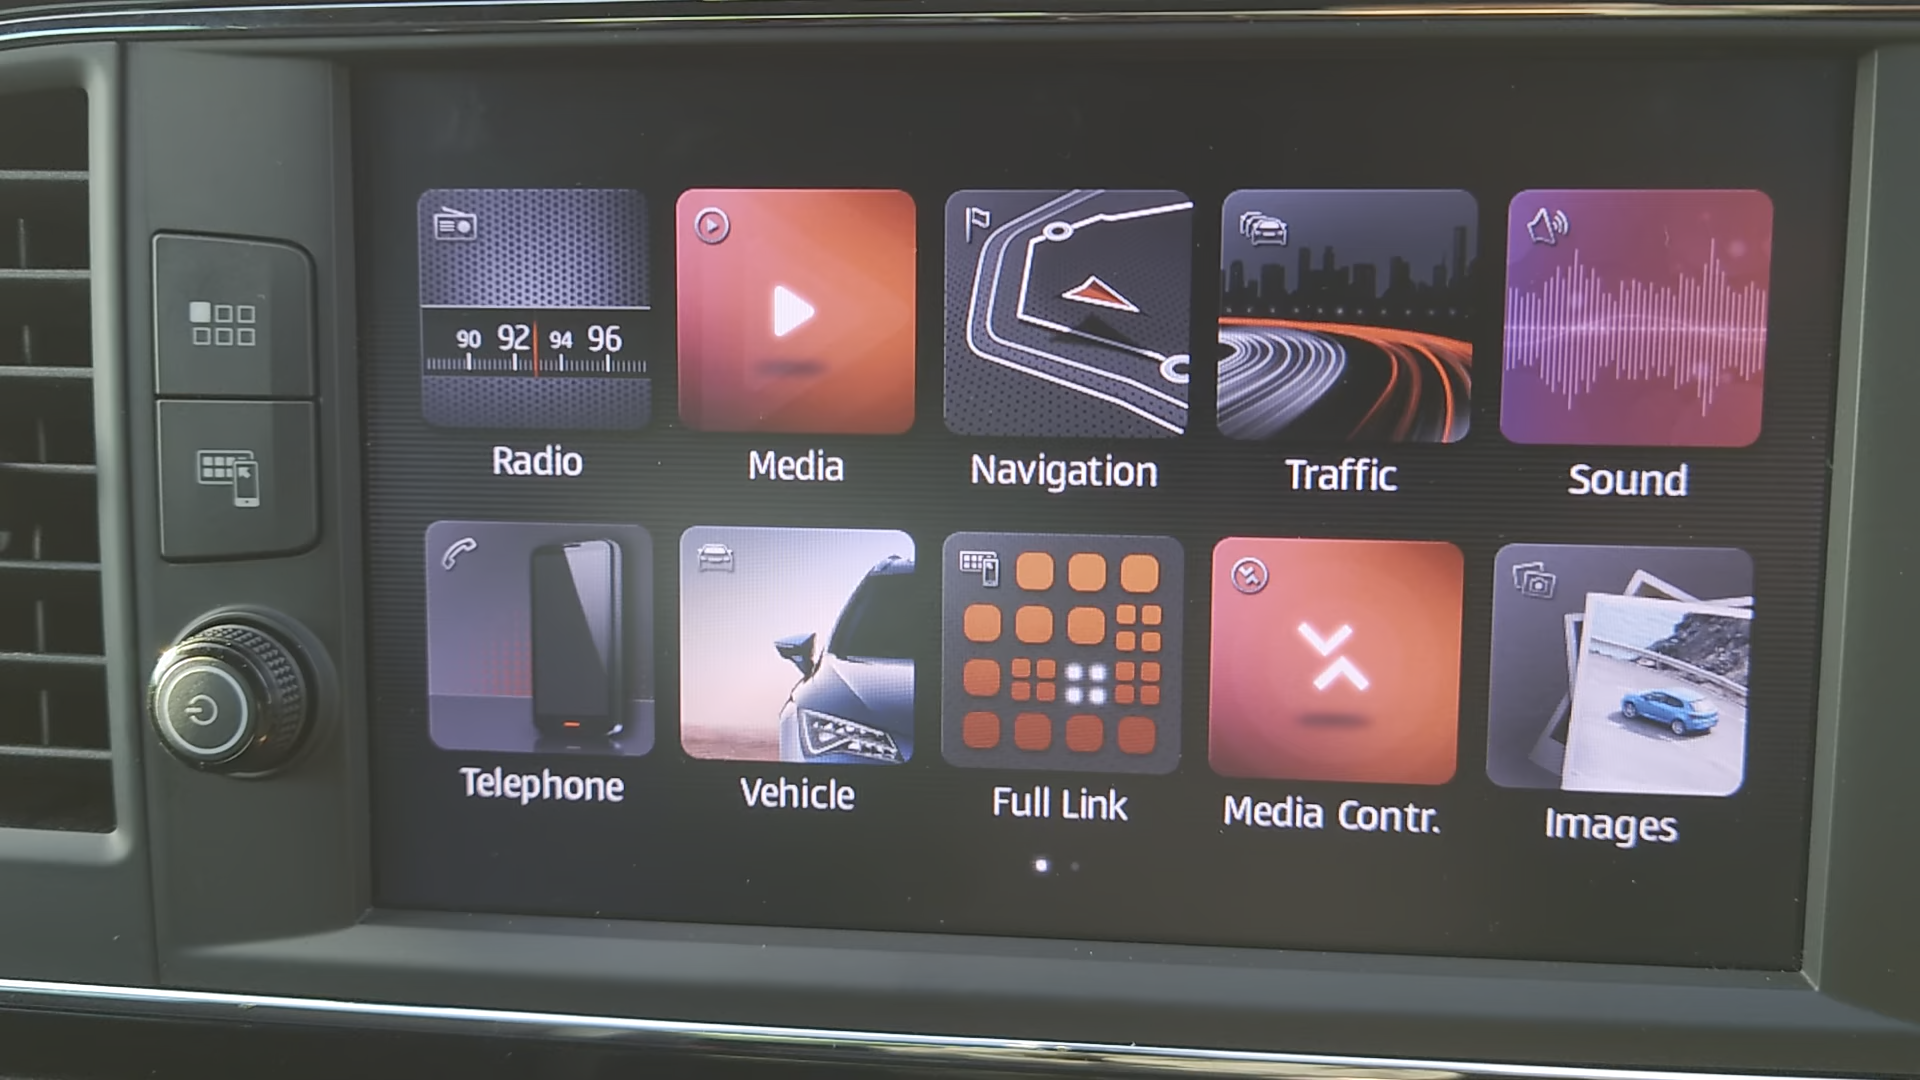 90 92 94 96
Radio
Media
Navigation
Traffic
Sound
Telephone
Vehicle
Full Link
Media Contr.
Images